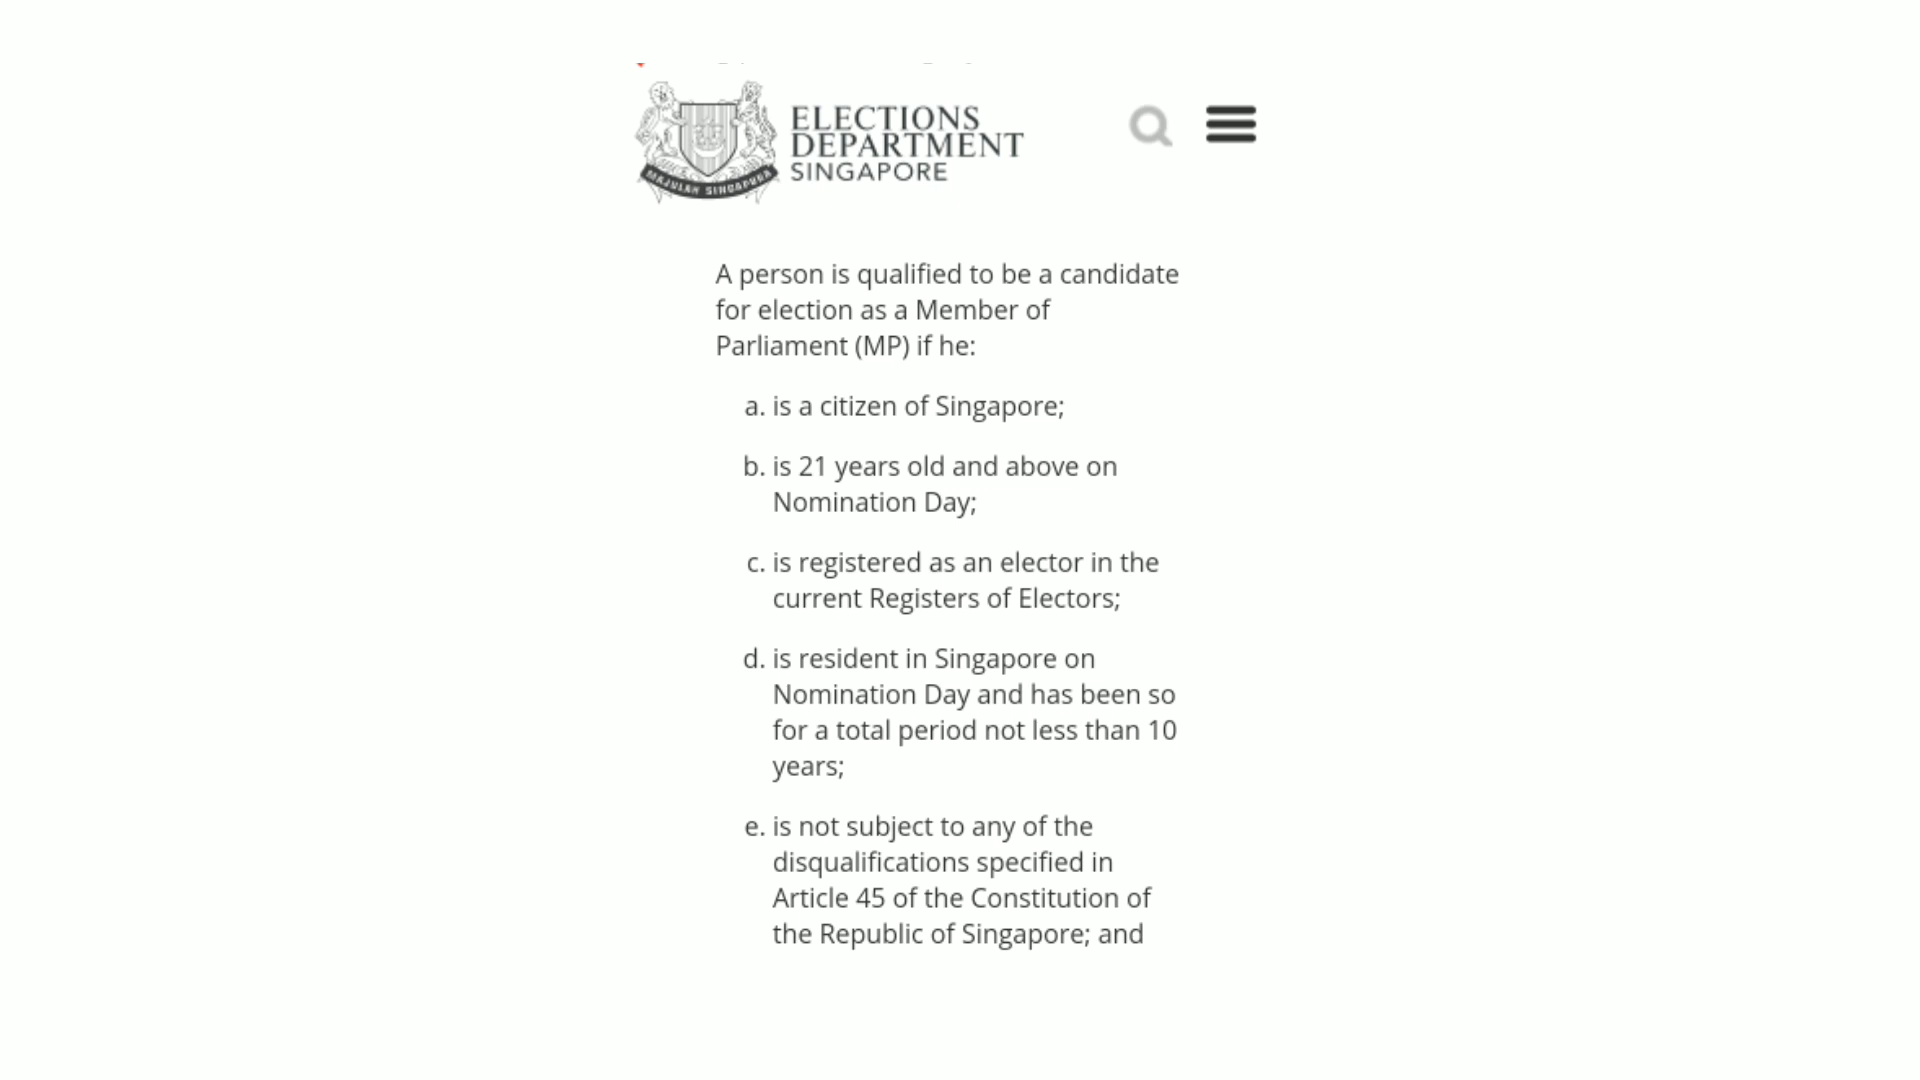 MAJULAH SINGAPURA
ELECTIONS
DEPARTMENT
SINGAPORE
A person is qualified to be a candidate
for election as a Member of
Parliament (MP) if he:
a. is a citizen of Singapore;
b. is 21 years old and above on
Nomination Day;
c. is registered as an elector in the
current Registers of Electors;
d. is resident in Singapore on
Nomination Day and has been so
for a total period not less than 10
years;
e. is not subject to any of the
disqualifications specified in
Article 45 of the Constitution of
the Republic of Singapore; and